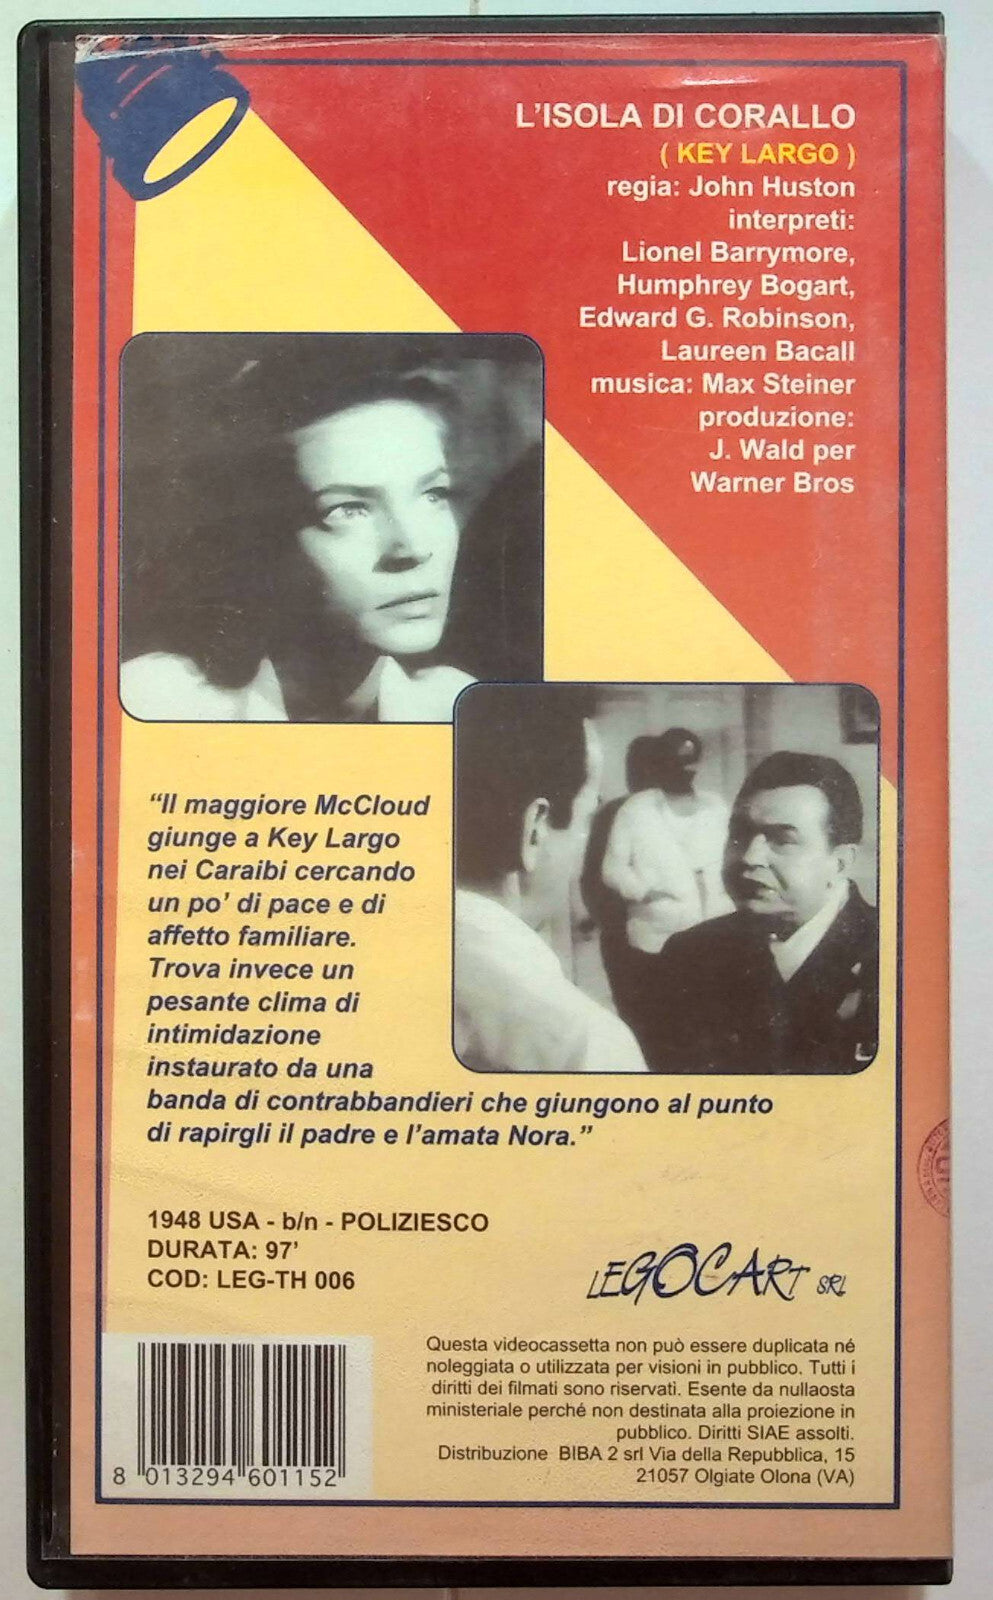 L'ISOLA DI CORALLO
( KEY LARGO )
regia: John Huston
interpreti:
Lionel Barrymore,
Humphrey Bogart,
Edward G. Robinson,
Laureen Bacall
musica: Max Steiner
produzione:
J. Wald per
Warner Bros
“Il maggiore McCloud
giunge a Key Largo
nei Caraibi cercando
un po' di pace e di
affetto familiare.
Trova invece un
pesante clima di
intimidazione
instaurato da una
banda di contrabbandieri che giungono al punto
di rapirgli il padre e l'amata Nora.”
1948 USA - b/n - POLIZIESCO
DURATA: 97'
COD: LEG-TH 006
LEGOCART SRL
Questa videocassetta non può essere duplicata né
noleggiata o utilizzata per visioni in pubblico. Tutti i
diritti dei filmati sono riservati. Esente da nullaosta
ministeriale perché non destinata alla proiezione in
pubblico. Diritti SIAE assolti.
Distribuzione BIBA 2 srl Via della Repubblica, 15
21057 Olgiate Olona (VA)
8 013294 601152